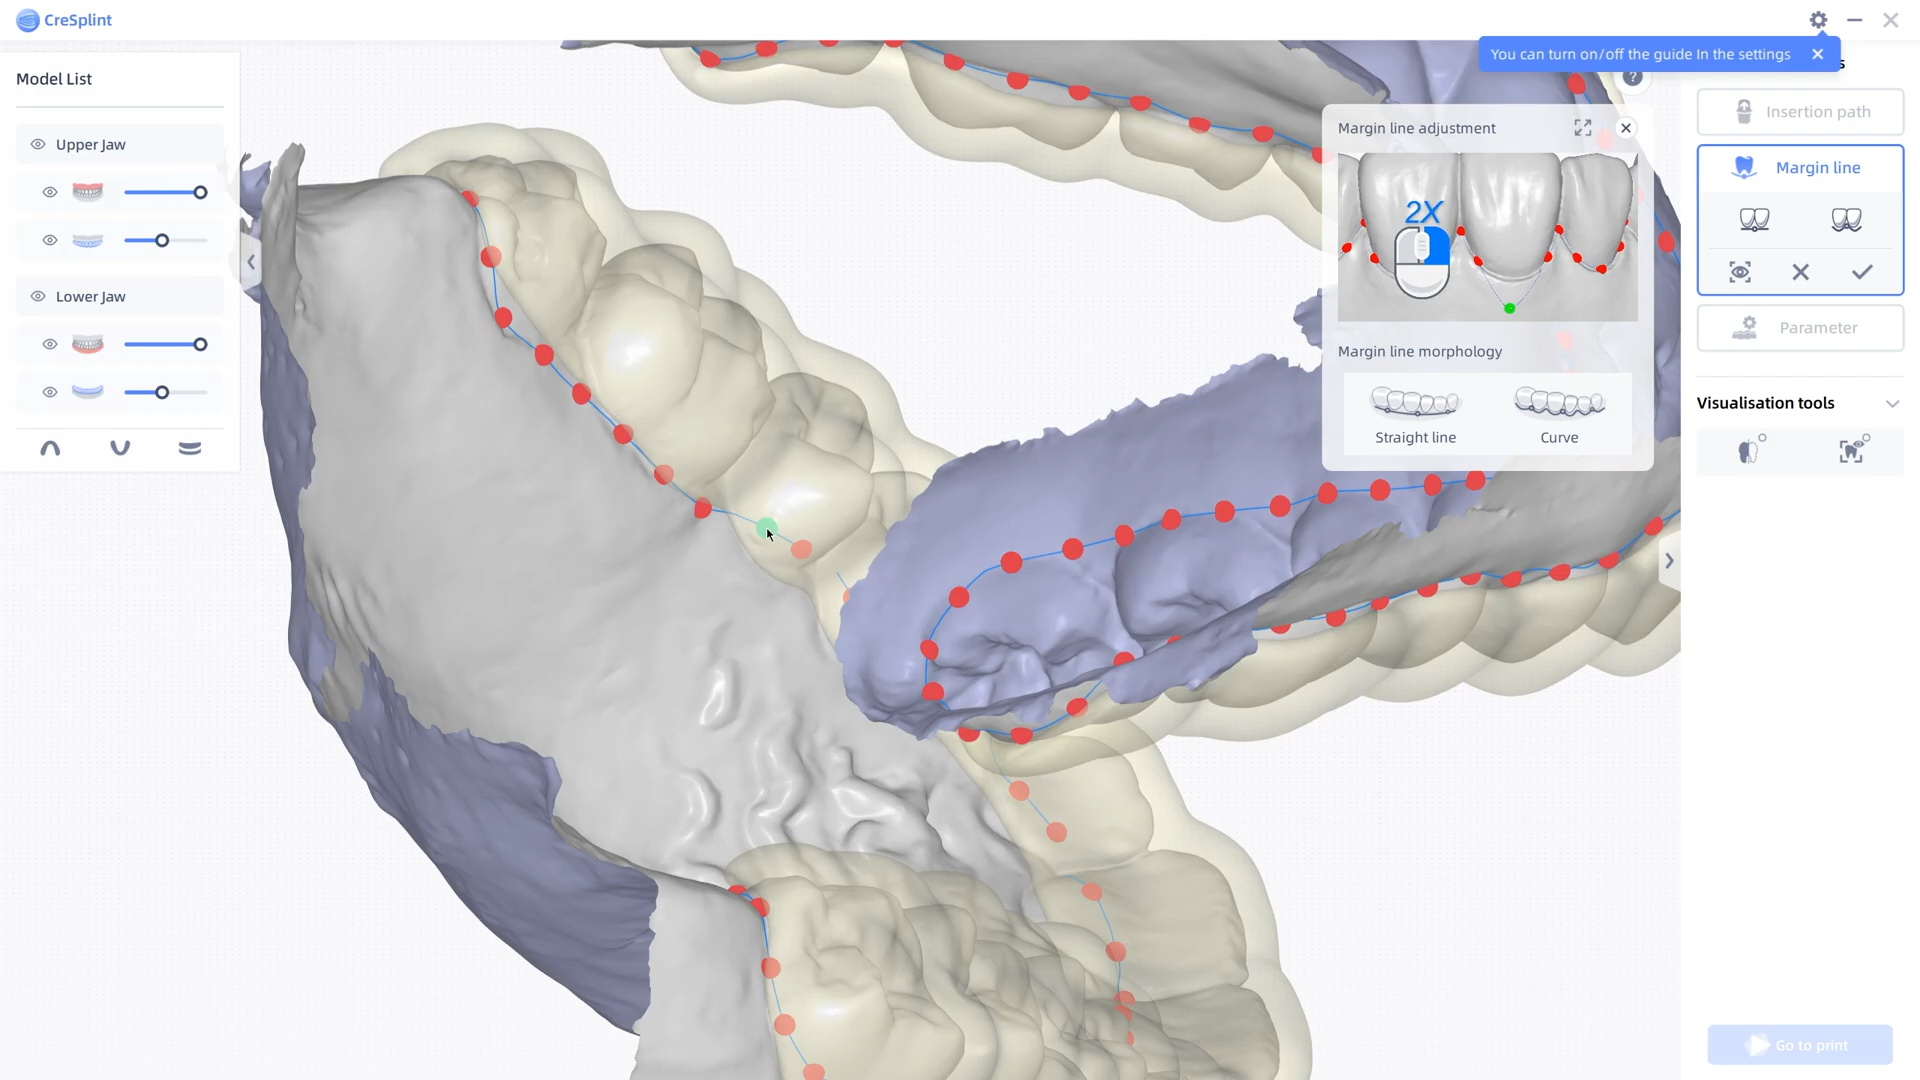 CreSplint
You can turn on/off the guide In the settings
Model List
Upper Jaw
Lower Jaw
Margin line adjustment
2X
Margin line morphology
Straight line
Curve
?
Insertion path
Margin line
Parameter
Visualisation tools
Go to print